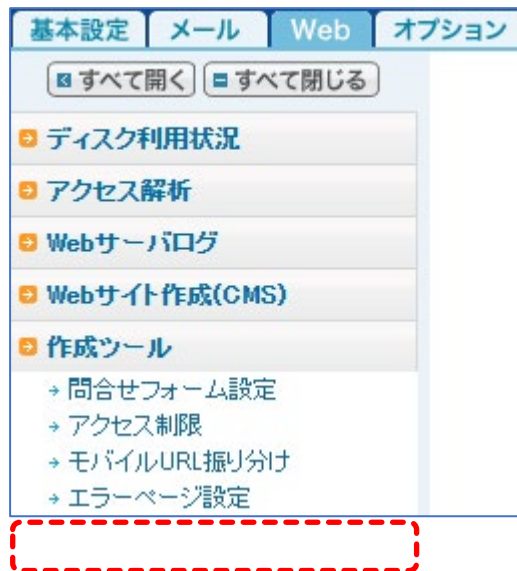 基本設定 メール Web オプション
すべて開く すべて閉じる
ディスク利用状況
アクセス解析
Webサーバログ
Webサイト作成(CMS)
作成ツール
問合せフォーム設定
アクセス制限
モバイルURL振り分け
エラーページ設定